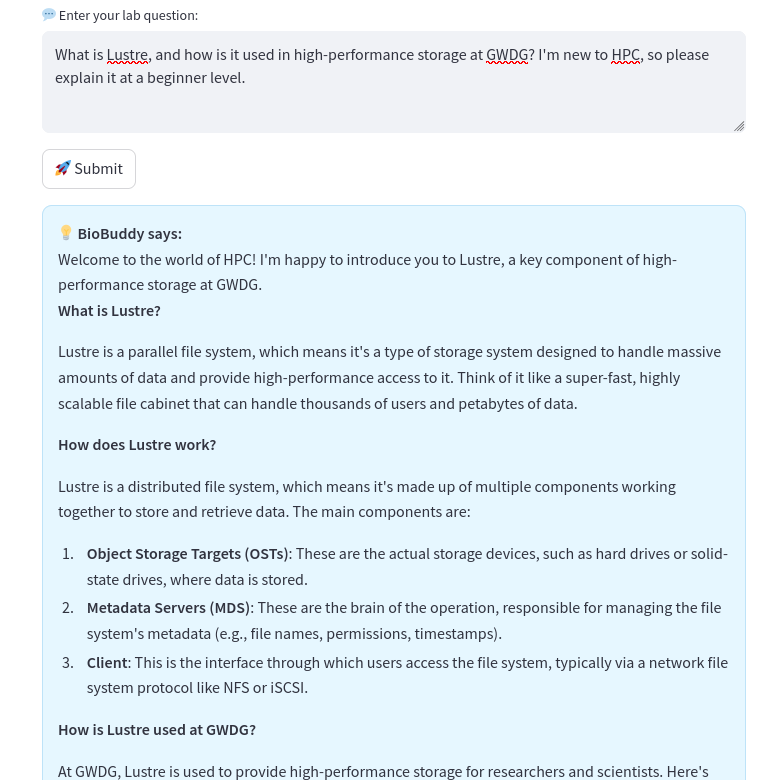 💬 Enter your lab question:
What is Lustre, and how is it used in high-performance storage at GWDG? I'm new to HPC, so please
explain it at a beginner level.
🚀 Submit
💡 BioBuddy says:
Welcome to the world of HPC! I'm happy to introduce you to Lustre, a key component of high-
performance storage at GWDG.
What is Lustre?
Lustre is a parallel file system, which means it's a type of storage system designed to handle massive
amounts of data and provide high-performance access to it. Think of it like a super-fast, highly
scalable file cabinet that can handle thousands of users and petabytes of data.
How does Lustre work?
Lustre is a distributed file system, which means it's made up of multiple components working
together to store and retrieve data. The main components are:
1. Object Storage Targets (OSTs): These are the actual storage devices, such as hard drives or solid-
state drives, where data is stored.
2. Metadata Servers (MDS): These are the brain of the operation, responsible for managing the file
system's metadata (e.g., file names, permissions, timestamps).
3. Client: This is the interface through which users access the file system, typically via a network file
system protocol like NFS or iSCSI.
How is Lustre used at GWDG?
At GWDG, Lustre is used to provide high-performance storage for researchers and scientists. Here's